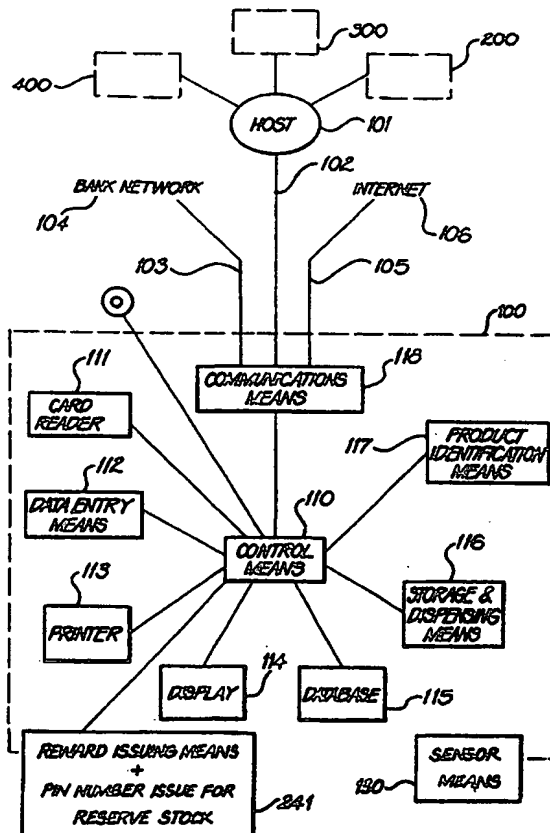 300
400
200
HOST
101
102
BANK NETWORK
INTERNET
104
106
103
105
100
111
118
COMMUNICATIONS
MEANS
CARD
READER
117
PRODUCT
IDENTIFICATION
MEANS
112
110
DATA ENTRY
MEANS
CONTROL
MEANS
116
113
STORAGE &
DISPENSING
MEANS
PRINTER
DISPLAY
114
DATABASE
115
REWARD ISSUING MEANS
+
PIN NUMBER ISSUE FOR
RESERVE STOCK
241
SENSOR
MEANS
130